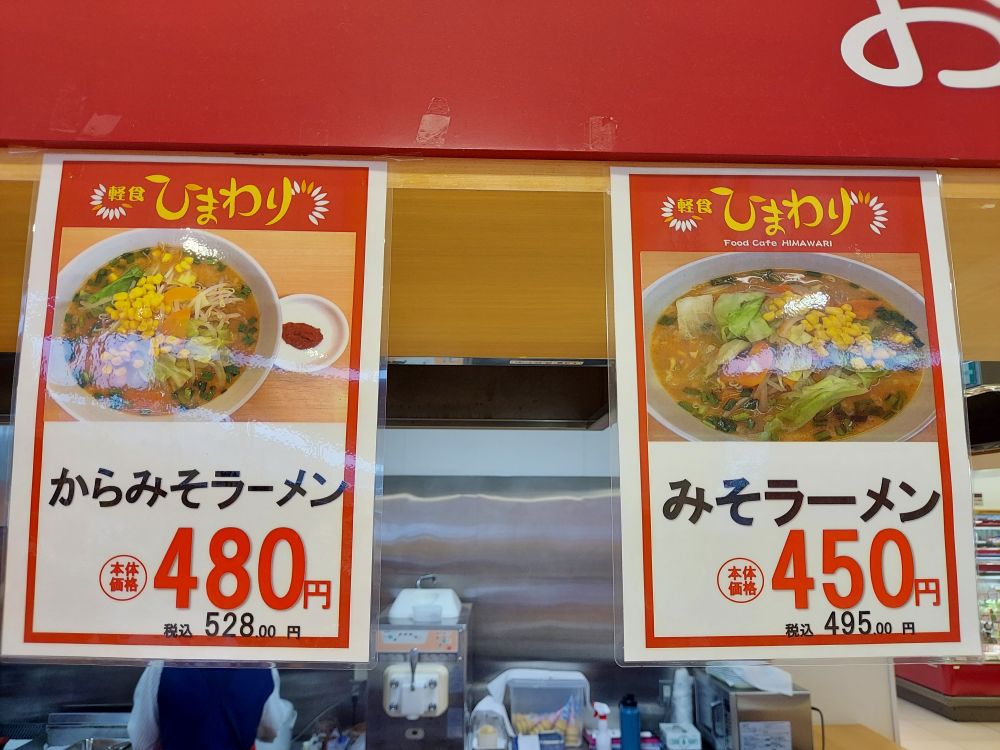 お
軽食 ひまわり
からみそラーメン
本体価格 480円
税込 528.00 円
軽食 ひまわり
Food Cafe HIMAWARI
みそラーメン
本体価格 450円
税込 495.00 円